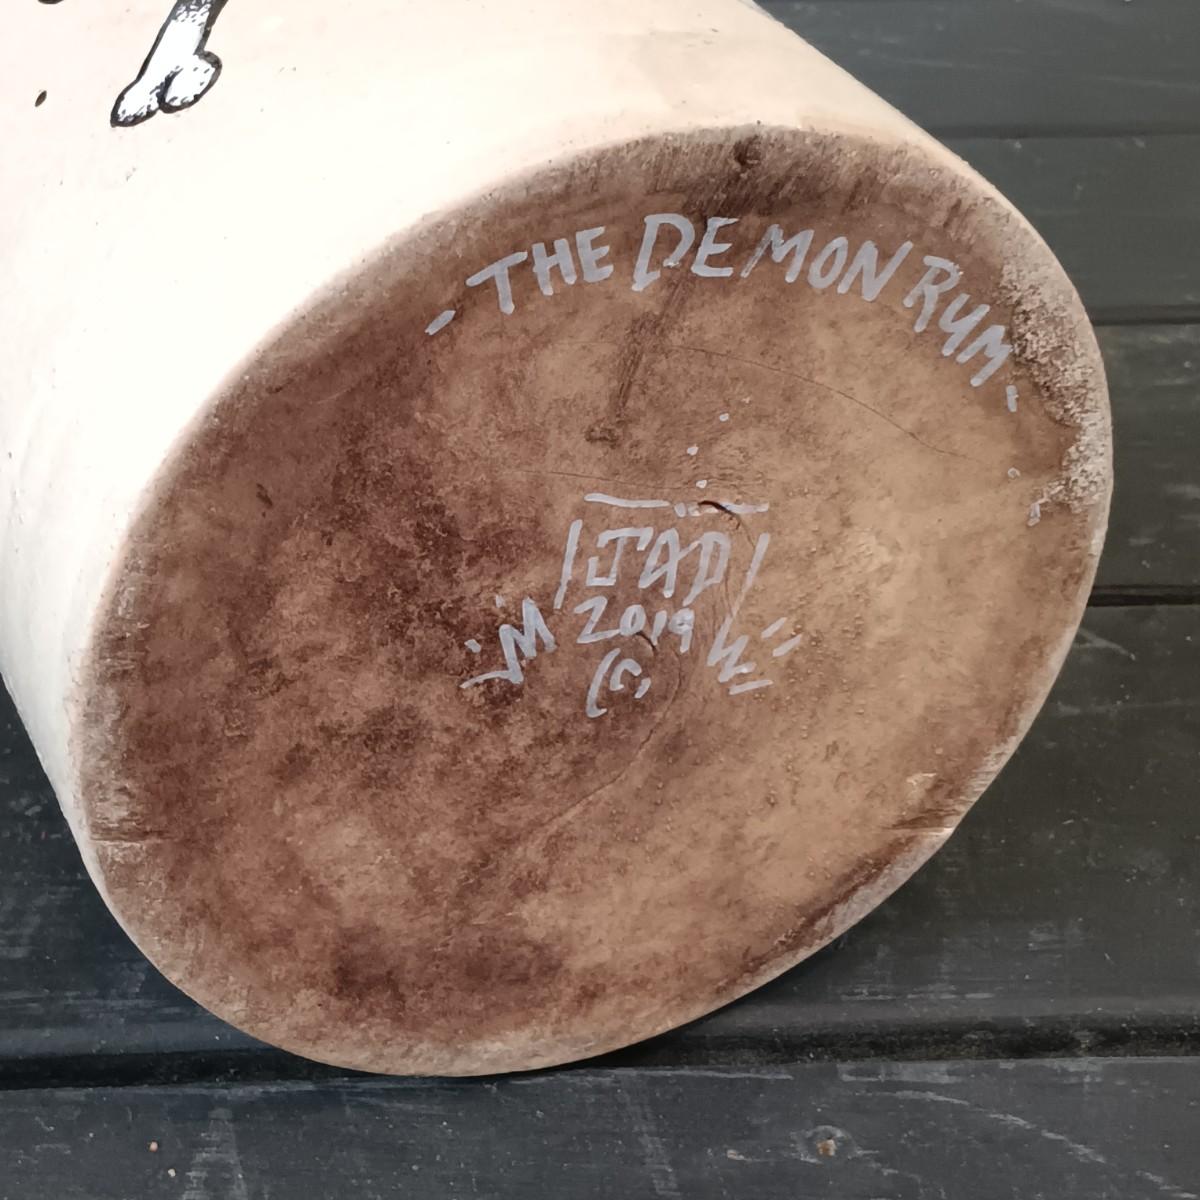 - THE DEMON RUM -
JAD
2019